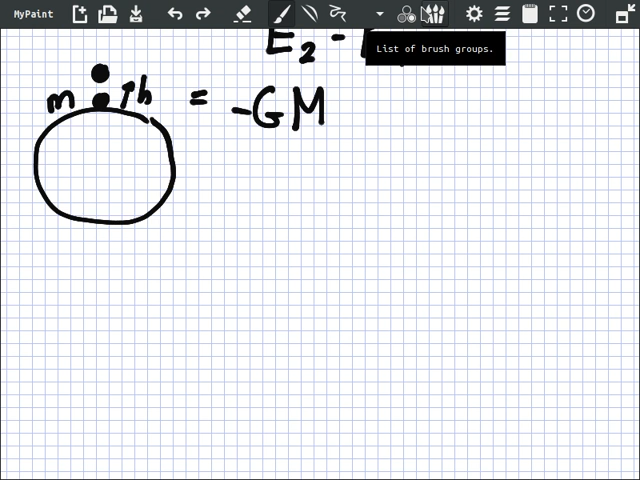 MyPaint
E₂ -
List of brush groups.
m ↑h = -GM